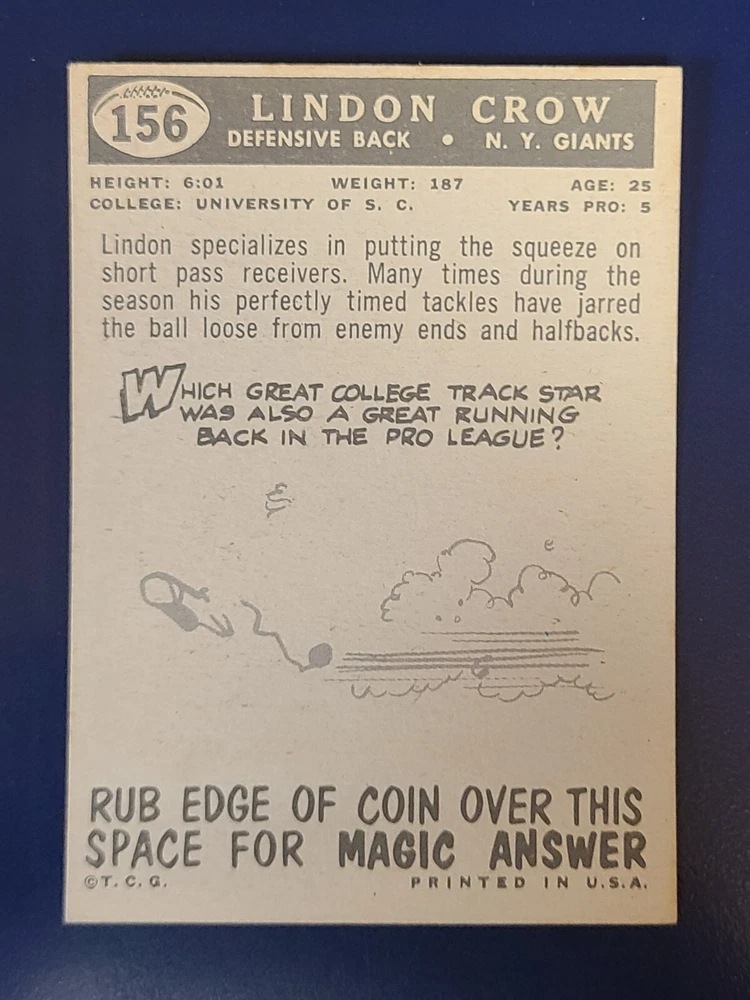 156
LINDON CROW
DEFENSIVE BACK • N. Y. GIANTS
HEIGHT: 6:01 WEIGHT: 187 AGE: 25
COLLEGE: UNIVERSITY OF S. C. YEARS PRO: 5
Lindon specializes in putting the squeeze on
short pass receivers. Many times during the
season his perfectly timed tackles have jarred
the ball loose from enemy ends and halfbacks.
WHICH GREAT COLLEGE TRACK STAR
WAS ALSO A GREAT RUNNING
BACK IN THE PRO LEAGUE?
RUB EDGE OF COIN OVER THIS
SPACE FOR MAGIC ANSWER
©T. C. G. PRINTED IN U.S.A.